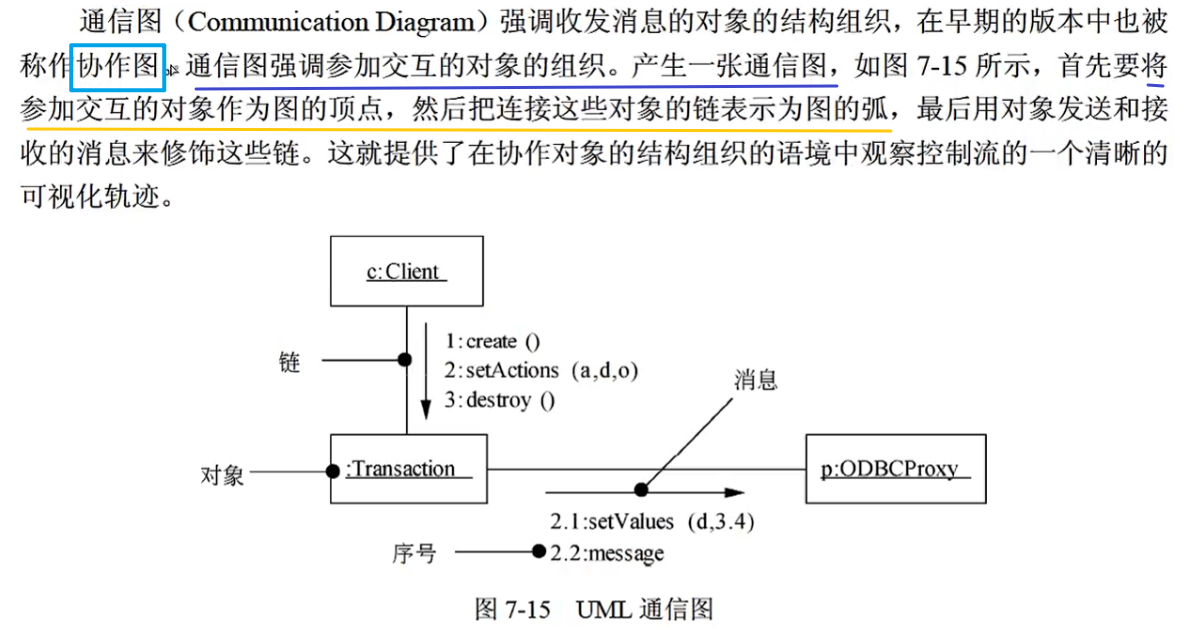 通信图（Communication Diagram）强调收发消息的对象的结构组织，在早期的版本中也被
称作协作图。通信图强调参加交互的对象的组织。产生一张通信图，如图 7-15 所示，首先要将
参加交互的对象作为图的顶点，然后把连接这些对象的链表示为图的弧，最后用对象发送和接
收的消息来修饰这些链。这就提供了在协作对象的结构组织的语境中观察控制流的一个清晰的
可视化轨迹。
c:Client
链
1:create ()
2:setActions (a,d,o)
3:destroy ()
消息
对象
:Transaction
p:ODBCProxy
2.1:setValues (d,3.4)
序号
2.2:message
图 7-15 UML 通信图